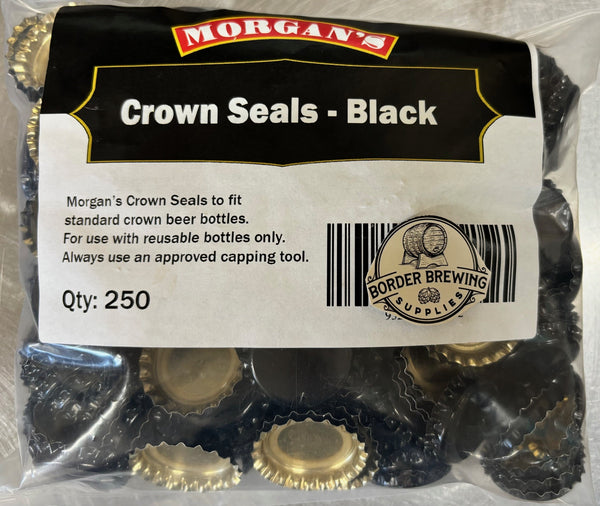 MORGAN'S
Crown Seals - Black
Morgan's Crown Seals to fit
standard crown beer bottles.
For use with reusable bottles only.
Always use an approved capping tool.
Qty: 250
BORDER BREWING
SUPPLIES